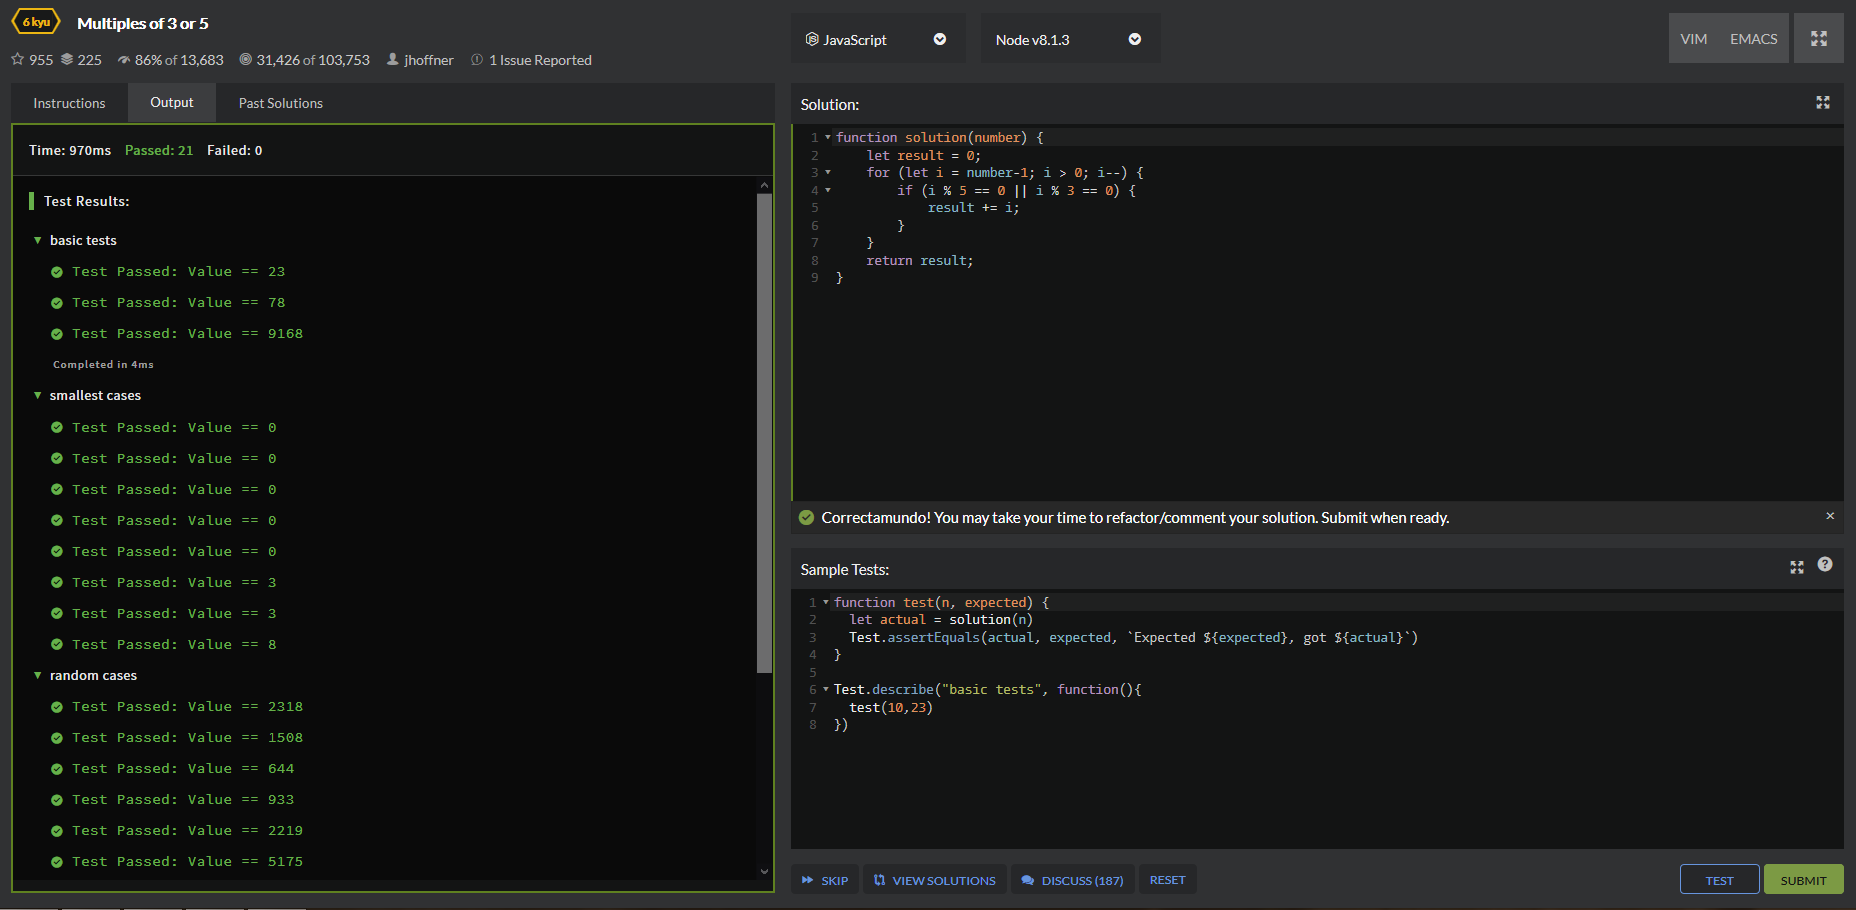 6 kyu Multiples of 3 or 5
955 225 86% of 13,683 31,426 of 103,753 jhoffner 1 Issue Reported
JavaScript Node v8.1.3 VIM EMACS
Instructions Output Past Solutions
Time: 970ms Passed: 21 Failed: 0
Test Results:
basic tests
Test Passed: Value == 23
Test Passed: Value == 78
Test Passed: Value == 9168
Completed in 4ms
smallest cases
Test Passed: Value == 0
Test Passed: Value == 0
Test Passed: Value == 0
Test Passed: Value == 0
Test Passed: Value == 0
Test Passed: Value == 3
Test Passed: Value == 3
Test Passed: Value == 8
random cases
Test Passed: Value == 2318
Test Passed: Value == 1508
Test Passed: Value == 644
Test Passed: Value == 933
Test Passed: Value == 2219
Test Passed: Value == 5175
Solution:
1 function solution(number) {
2 let result = 0;
3 for (let i = number-1; i > 0; i--) {
4 if (i % 5 == 0 || i % 3 == 0) {
5 result += i;
6 }
7 }
8 return result;
9 }
Correctamundo! You may take your time to refactor/comment your solution. Submit when ready. ×
Sample Tests: ?
1 function test(n, expected) {
2 let actual = solution(n)
3 Test.assertEquals(actual, expected, `Expected ${expected}, got ${actual}`)
4 }
5
6 Test.describe("basic tests", function(){
7 test(10,23)
8 })
SKIP VIEW SOLUTIONS DISCUSS (187) RESET TEST SUBMIT